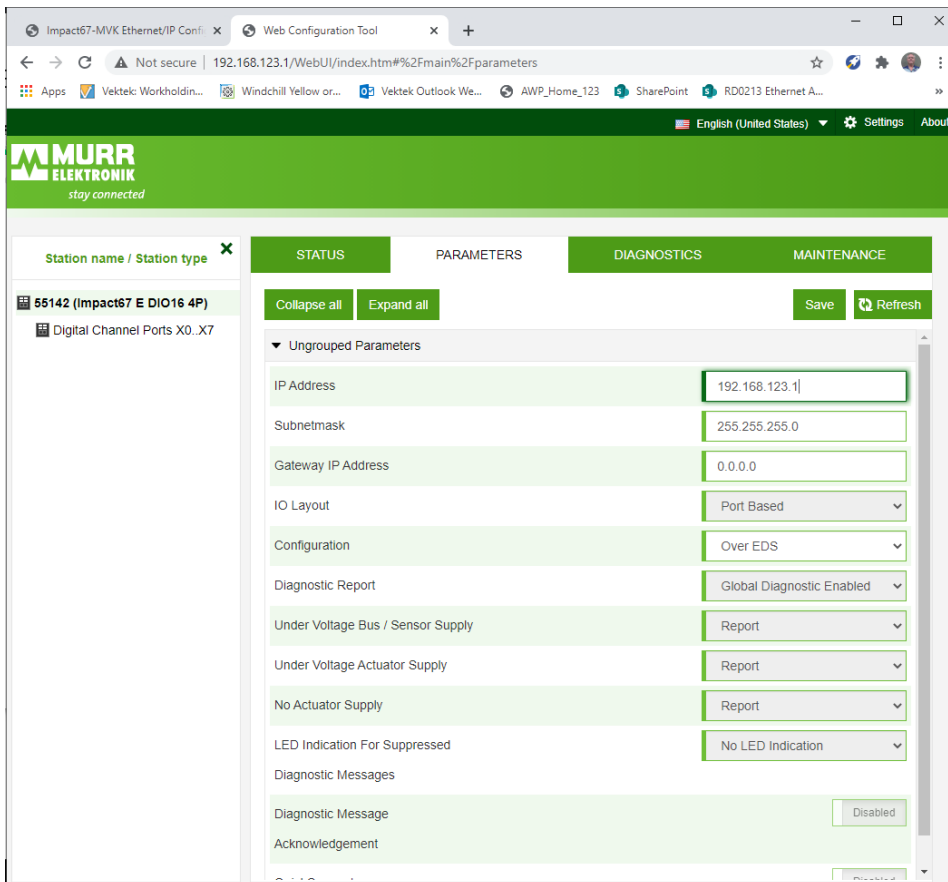 Impact67-MVK Ethernet/IP Confi
Web Configuration Tool
Not secure | 192.168.123.1/WebUI/index.htm#%2Fmain%2Fparameters
Apps
Vektek: Workholdin...
Windchill Yellow or...
Vektek Outlook We...
AWP_Home_123
SharePoint
RD0213 Ethernet A...
English (United States)
Settings
About
MURR
ELEKTRONIK
stay connected
Station name / Station type
55142 (Impact67 E DIO16 4P)
Digital Channel Ports X0..X7
STATUS
PARAMETERS
DIAGNOSTICS
MAINTENANCE
Collapse all
Expand all
Save
Refresh
Ungrouped Parameters
IP Address
192.168.123.1
Subnetmask
255.255.255.0
Gateway IP Address
0.0.0.0
IO Layout
Port Based
Configuration
Over EDS
Diagnostic Report
Global Diagnostic Enabled
Under Voltage Bus / Sensor Supply
Report
Under Voltage Actuator Supply
Report
No Actuator Supply
Report
LED Indication For Suppressed
Diagnostic Messages
No LED Indication
Diagnostic Message
Acknowledgement
Disabled